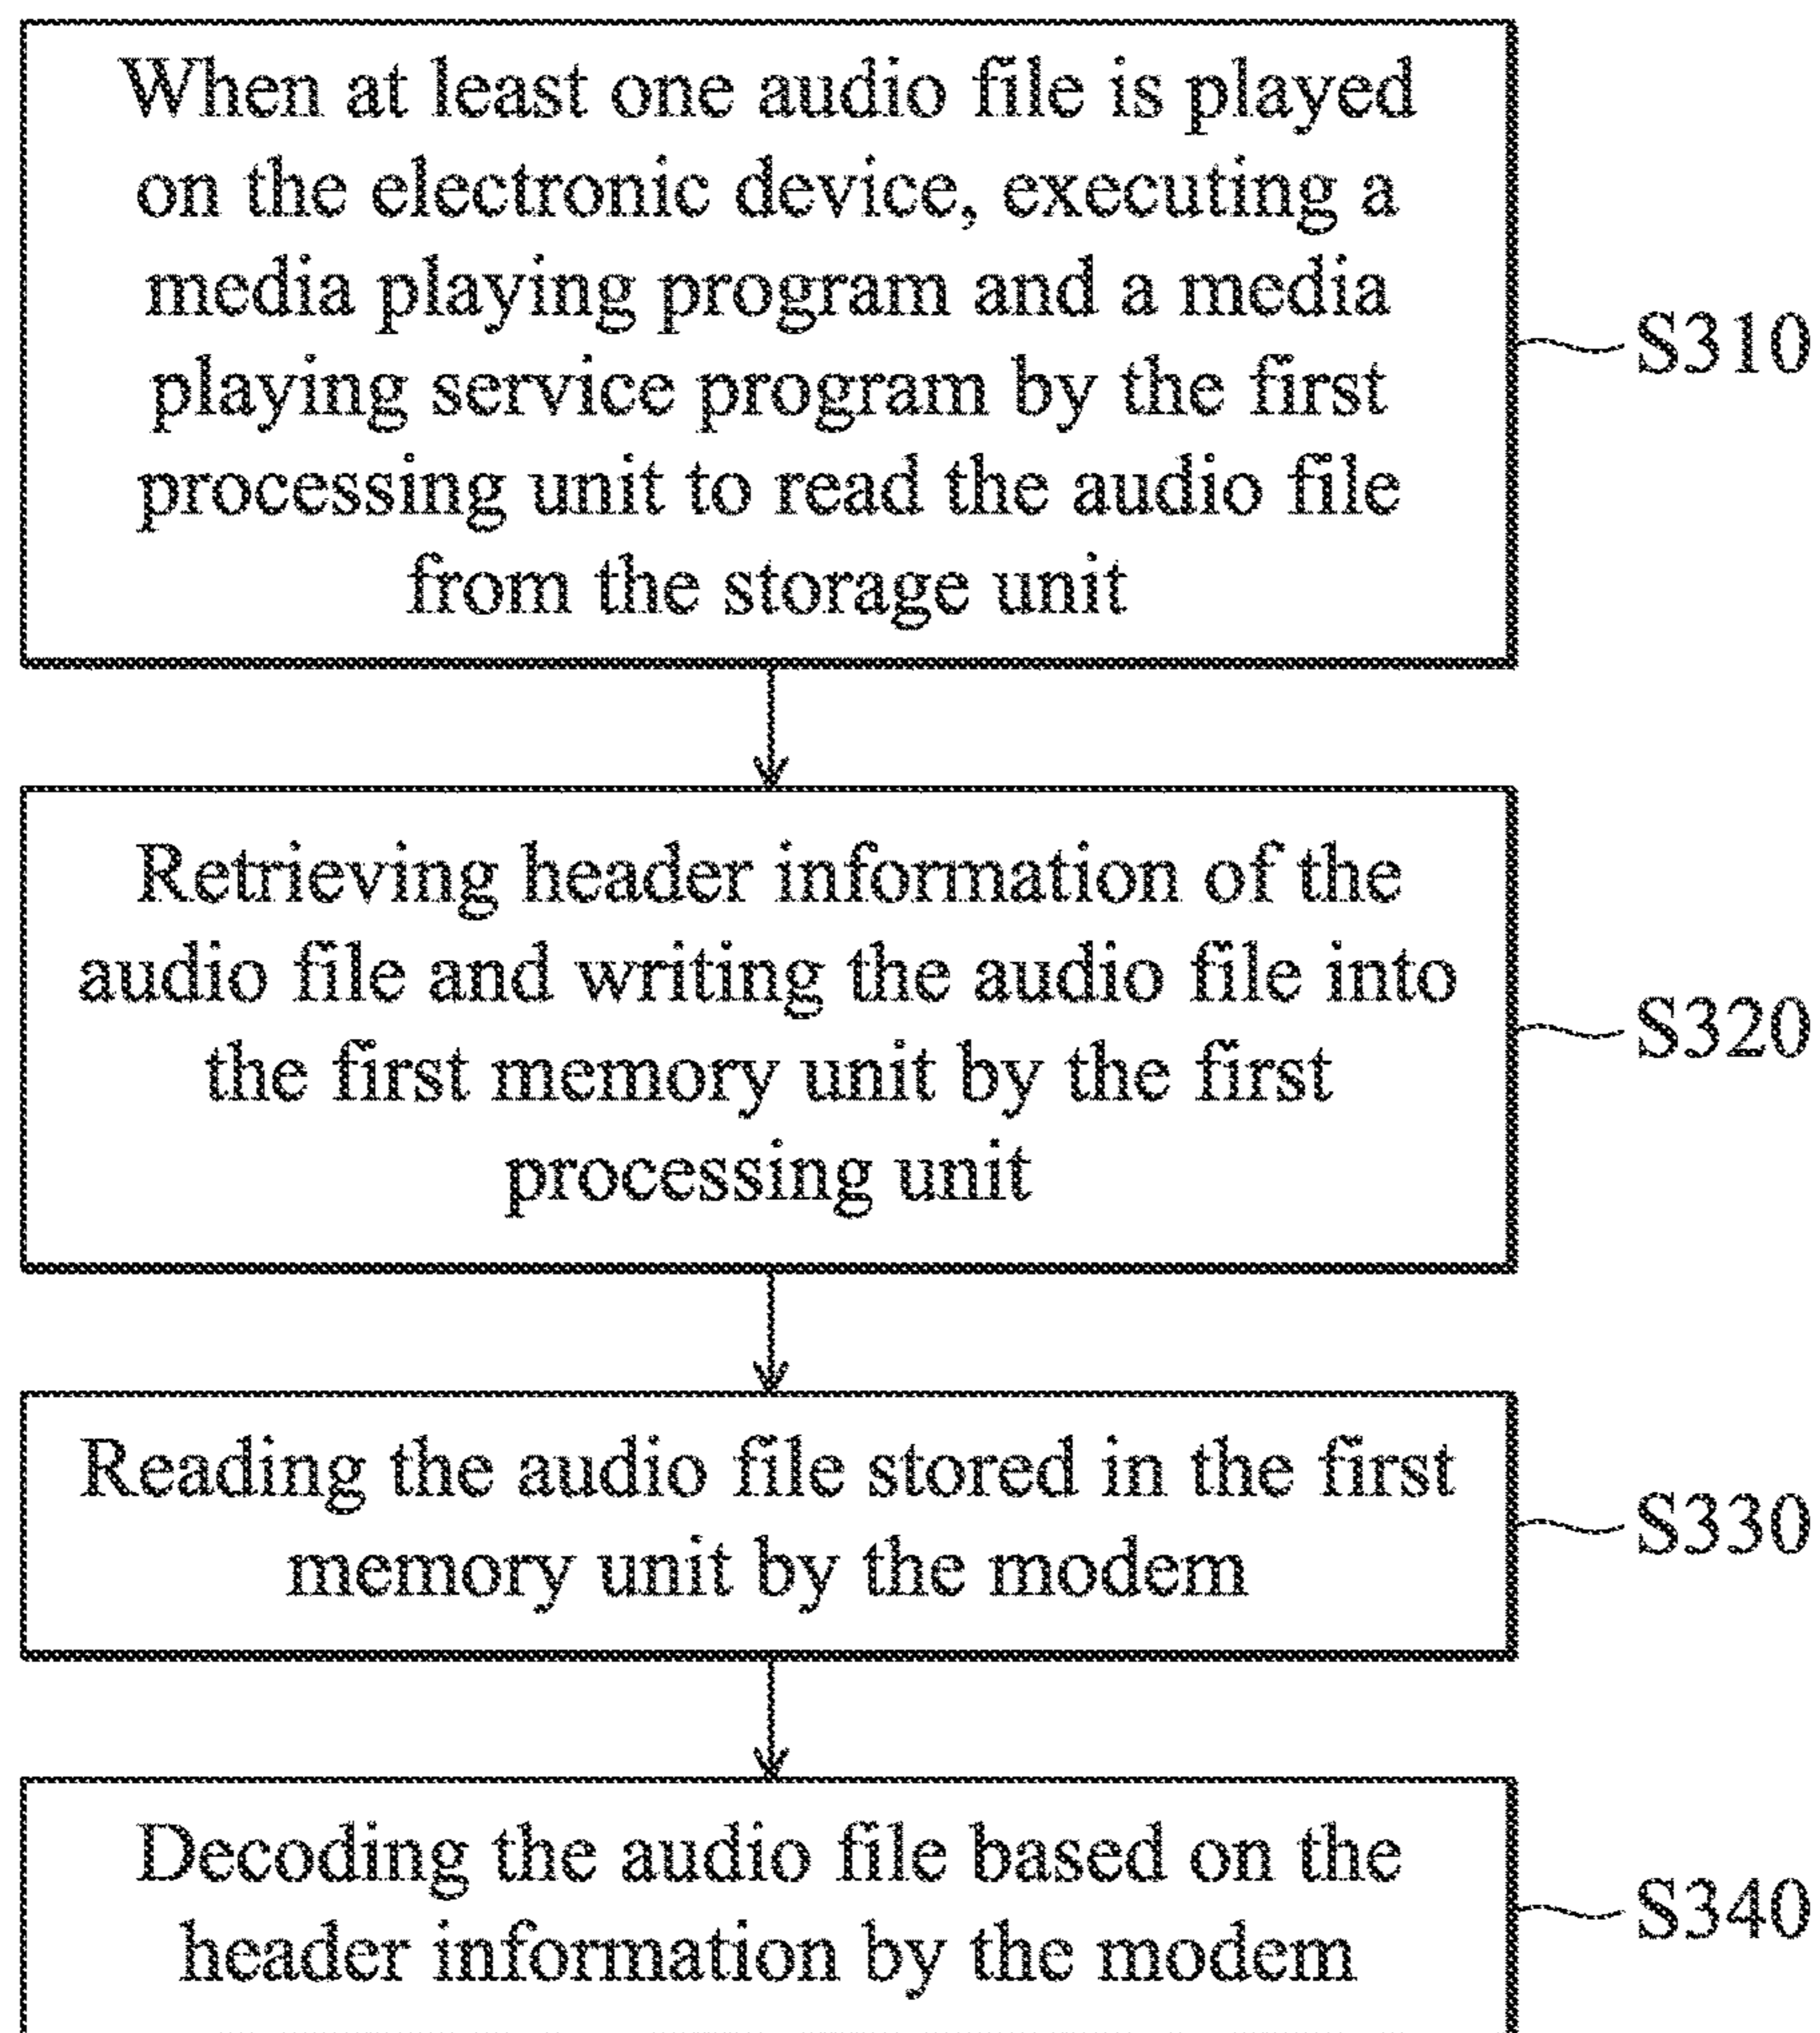 When at least one audio file is played
on the electronic device, executing a
media playing program and a media
playing service program by the first
processing unit to read the audio file
from the storage unit
S310
Retrieving header information of the
audio file and writing the audio file into
the first memory unit by the first
processing unit
S320
Reading the audio file stored in the first
memory unit by the modem
S330
Decoding the audio file based on the
header information by the modem
S340